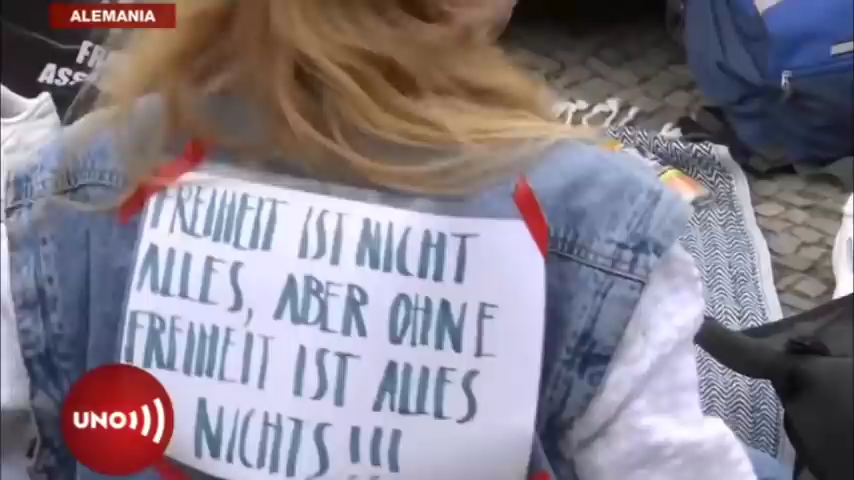 ALEMANIA
FREIHEIT IST NICHT
ALLES, ABER OHNE
FREIHEIT IST ALLES
NICHTS !!!
UNO